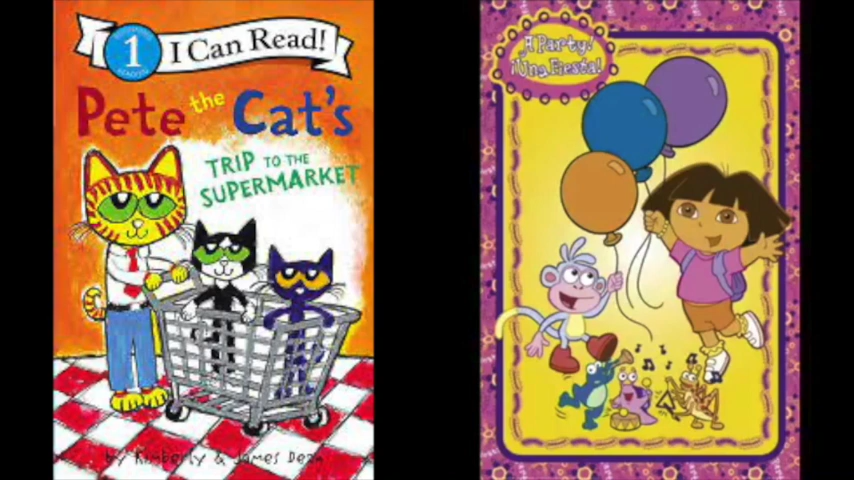 1
I Can Read!
Pete the Cat's
TRIP TO THE
SUPERMARKET
by Kimberly & James Dean
A Party!
¡Una Fiesta!